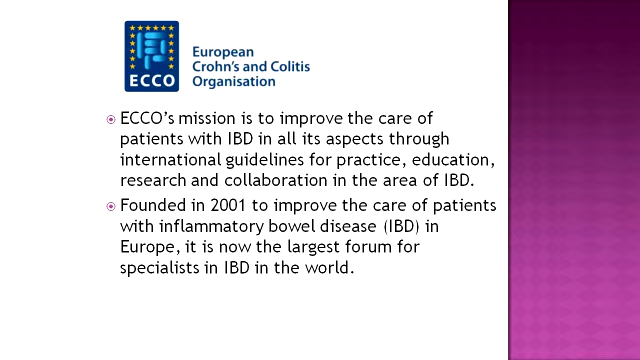 ECCO
European
Crohn's and Colitis
Organisation
ECCO's mission is to improve the care of
patients with IBD in all its aspects through
international guidelines for practice, education,
research and collaboration in the area of IBD.
Founded in 2001 to improve the care of patients
with inflammatory bowel disease (IBD) in
Europe, it is now the largest forum for
specialists in IBD in the world.